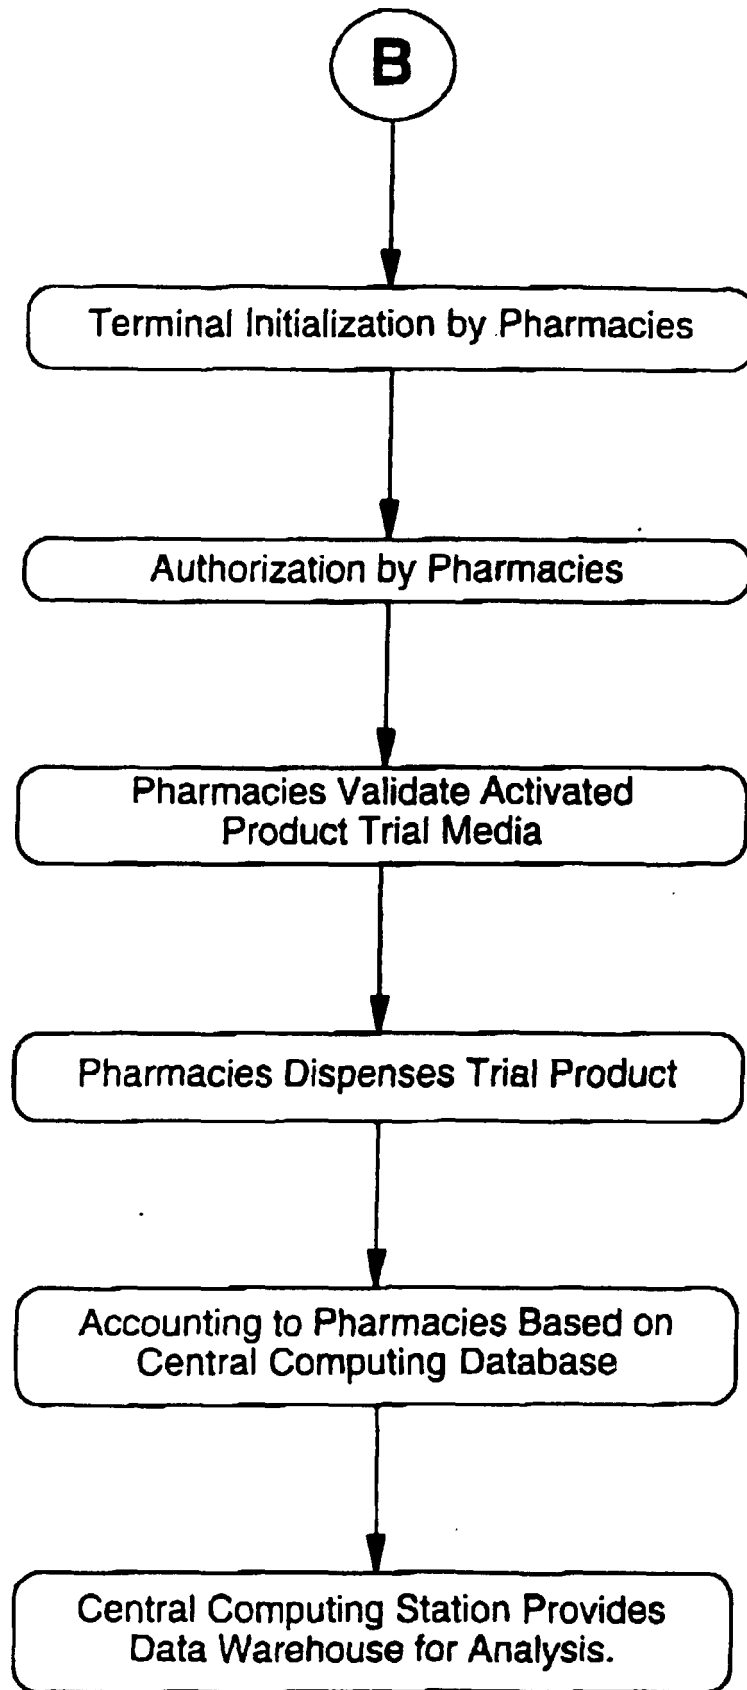 B
Terminal Initialization by Pharmacies
Authorization by Pharmacies
Pharmacies Validate Activated
Product Trial Media
Pharmacies Dispenses Trial Product
Accounting to Pharmacies Based on
Central Computing Database
Central Computing Station Provides
Data Warehouse for Analysis.